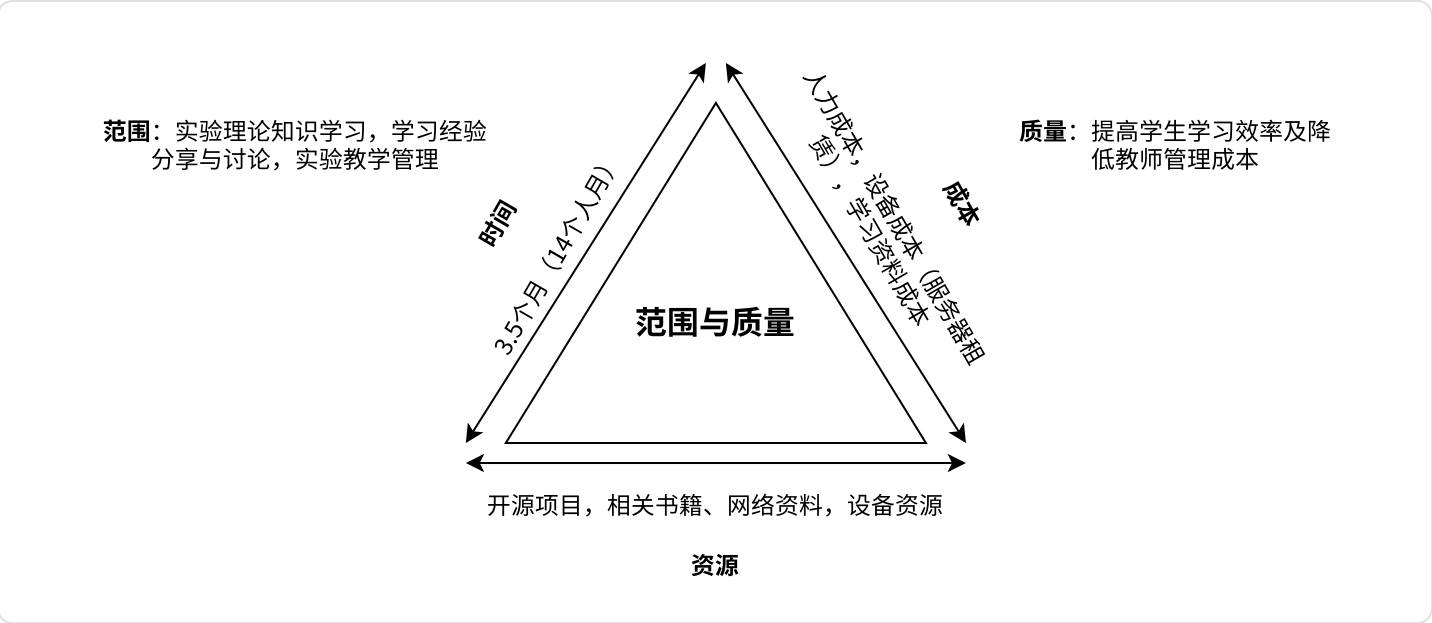 范围：实验理论知识学习，学习经验
分享与讨论，实验教学管理
质量：提高学生学习效率及降
低教师管理成本
时间
3.5个月（14个人月）
人力成本，设备成本（服务器租
赁），学习资料成本
成本
范围与质量
开源项目，相关书籍、网络资料，设备资源
资源